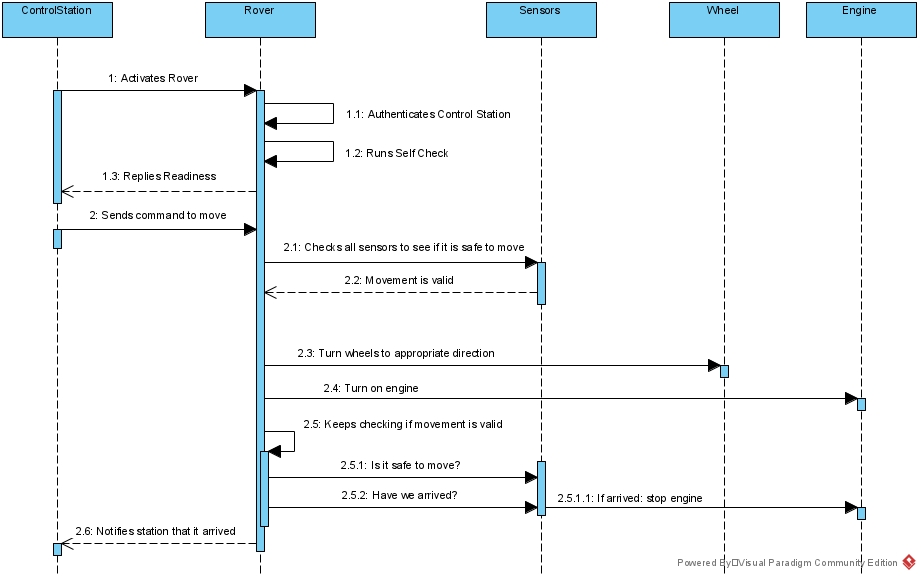 ControlStation
Rover
Sensors
Wheel
Engine
1: Activates Rover
1.1: Authenticates Control Station
1.2: Runs Self Check
1.3: Replies Readiness
2: Sends command to move
2.1: Checks all sensors to see if it is safe to move
2.2: Movement is valid
2.3: Turn wheels to appropriate direction
2.4: Turn on engine
2.5: Keeps checking if movement is valid
2.5.1: Is it safe to move?
2.5.2: Have we arrived?
2.5.1.1: If arrived: stop engine
2.6: Notifies station that it arrived
Powered By□Visual Paradigm Community Edition